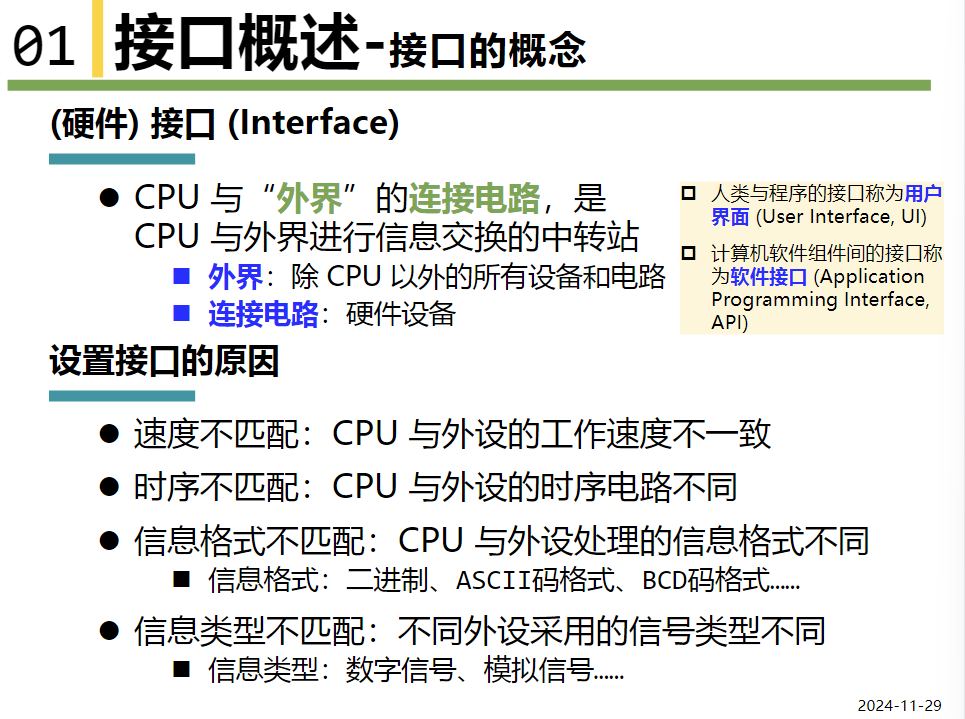 01 接口概述-接口的概念
(硬件) 接口 (Interface)
● CPU 与“外界”的连接电路，是
CPU 与外界进行信息交换的中转站
■ 外界：除 CPU 以外的所有设备和电路
■ 连接电路：硬件设备
人类与程序的接口称为用户
界面 (User Interface, UI)
计算机软件组件间的接口称
为软件接口 (Application
Programming Interface,
API)
设置接口的原因
● 速度不匹配：CPU 与外设的工作速度不一致
● 时序不匹配：CPU 与外设的时序电路不同
● 信息格式不匹配：CPU 与外设处理的信息格式不同
■ 信息格式：二进制、ASCII码格式、BCD码格式……
● 信息类型不匹配：不同外设采用的信号类型不同
■ 信息类型：数字信号、模拟信号……
2024-11-29